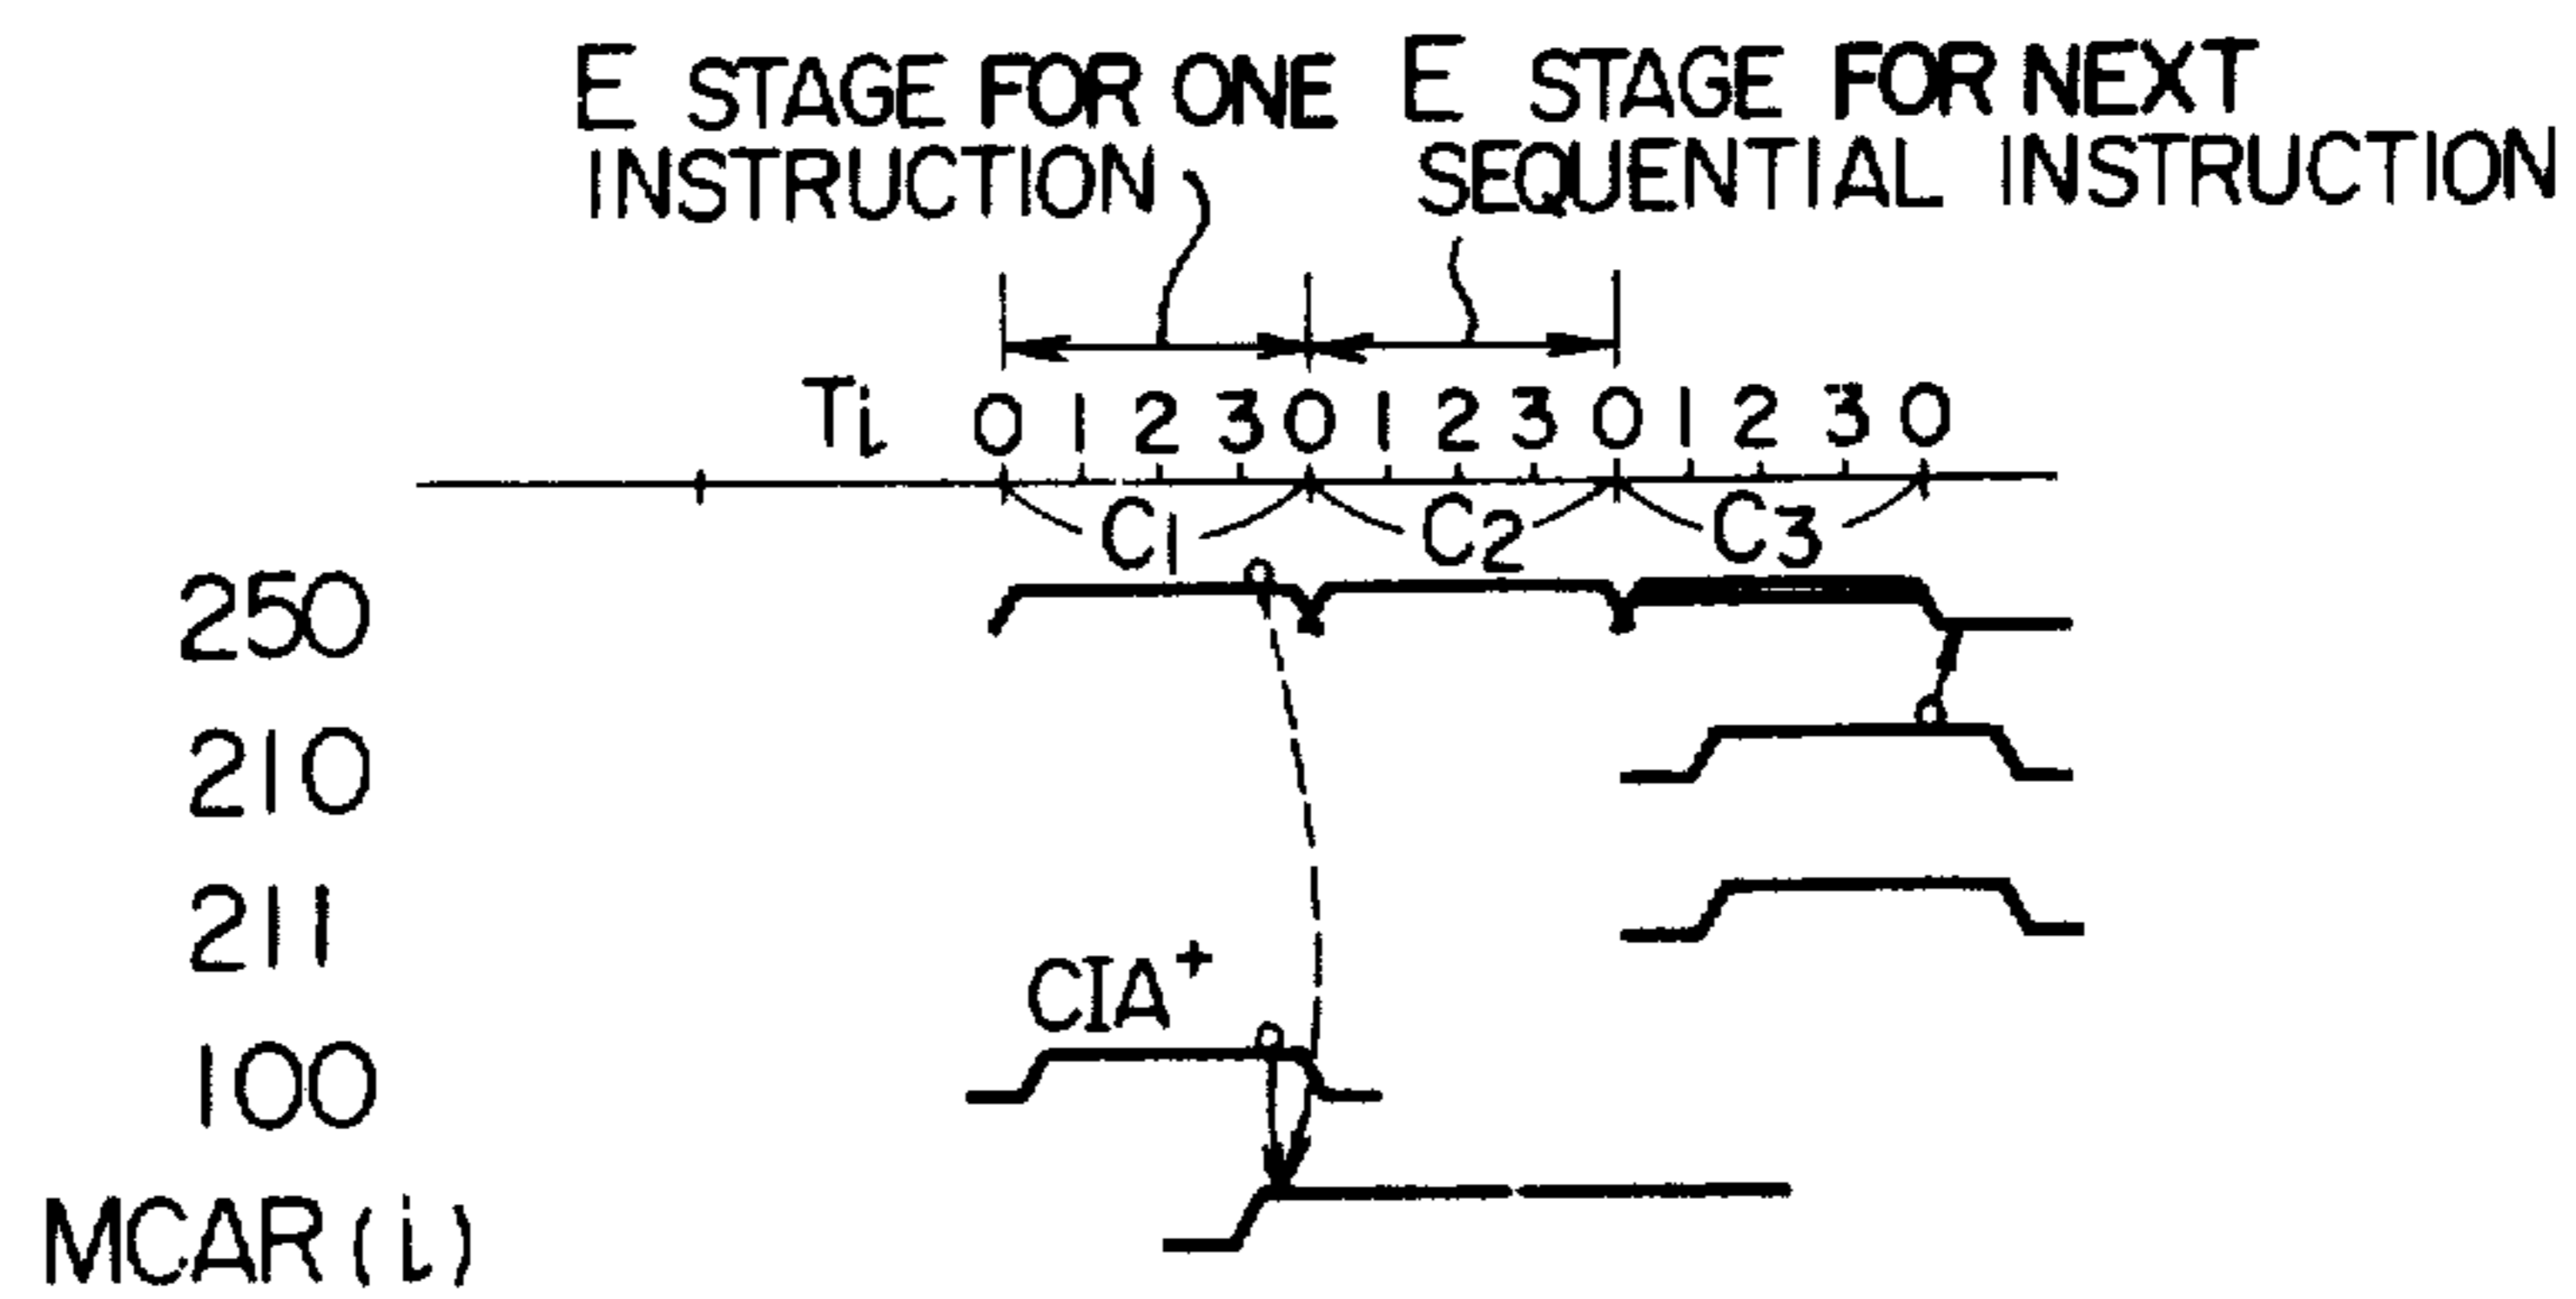 E STAGE FOR ONE
INSTRUCTION
E STAGE FOR NEXT
SEQUENTIAL INSTRUCTION
Ti 0 1 2 3 0 1 2 3 0 1 2 3 0
C1 C2 C3
250
210
211
CIA+
100
MCAR(i)